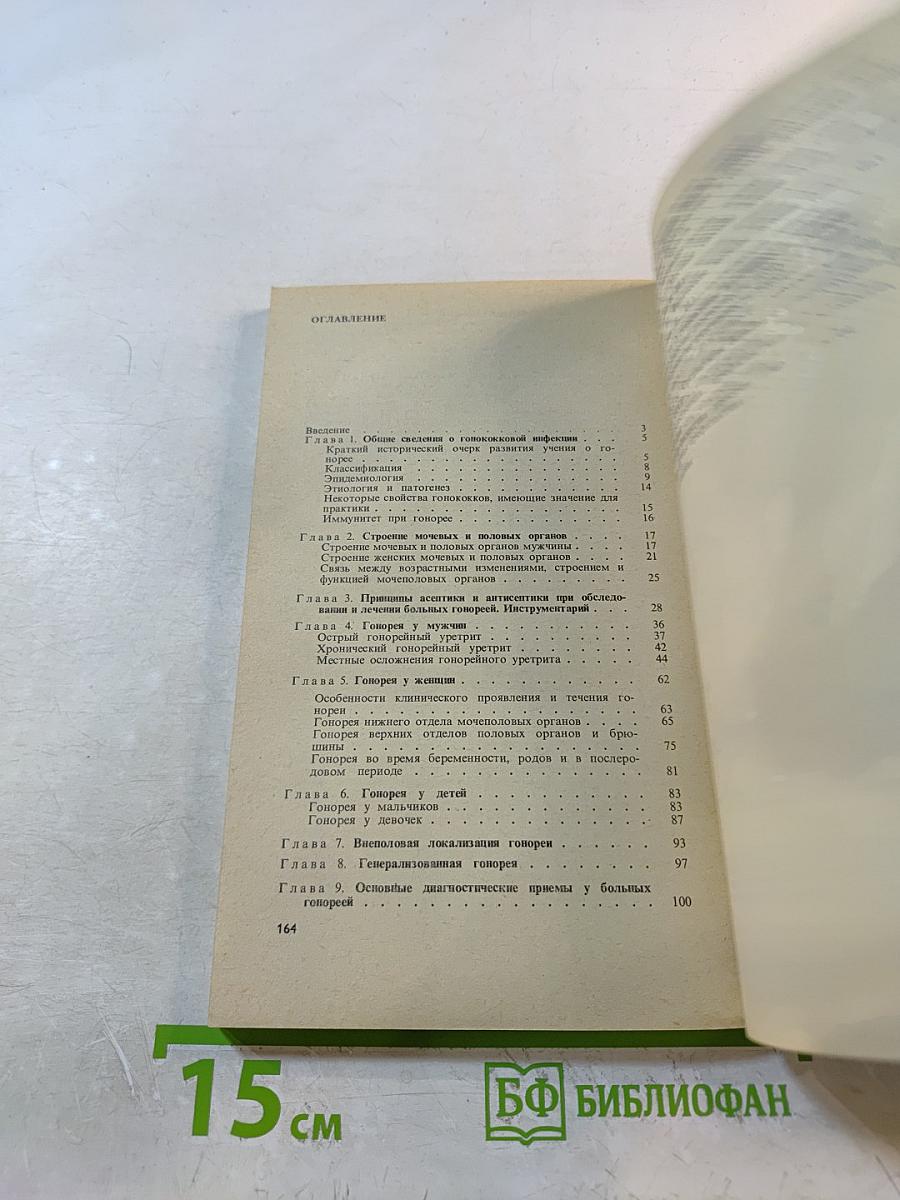 ОГЛАВЛЕНИЕ
Введение . . . . . . . . . . . . . . . . . . 3
Глава 1. Общие сведения о гонококковой инфекции . . . 5
Краткий исторический очерк развития учения о го-
норее . . . . . . . . . . . . . . . . 5
Классификация . . . . . . . . . . . . . 8
Эпидемиология . . . . . . . . . . . . . 9
Этиология и патогенез . . . . . . . . . . 14
Некоторые свойства гонококков, имеющие значение для
практики . . . . . . . . . . . . . . . 15
Иммунитет при гонорее . . . . . . . . . . 16
Глава 2. Строение мочевых и половых органов . . . . 17
Строение мочевых и половых органов мужчины . . . 17
Строение женских мочевых и половых органов . . . . 21
Связь между возрастными изменениями, строением и
функцией мочеполовых органов . . . . . . . . . 25
Глава 3. Принципы асептики и антисептики при обследо-
вании и лечении больных гонореей. Инструментарий . . . 28
Глава 4. Гонорея у мужчин . . . . . . . . . . . 36
Острый гонорейный уретрит . . . . . . . . . . 37
Хронический гонорейный уретрит . . . . . . . . 42
Местные осложнения гонорейного уретрита . . . . . 44
Глава 5. Гонорея у женщин . . . . . . . . . . . . 62
Особенности клинического проявления и течения го-
нореи . . . . . . . . . . . . . . . . . 63
Гонорея нижнего отдела мочеполовых органов . . . . 65
Гонорея верхних отделов половых органов и брю-
шины . . . . . . . . . . . . . . . . . . 75
Гонорея во время беременности, родов и в послеро-
довом периоде . . . . . . . . . . . . . . . 81
Глава 6. Гонорея у детей . . . . . . . . . . . 83
Гонорея у мальчиков . . . . . . . . . . . . . 83
Гонорея у девочек . . . . . . . . . . . . . . 87
Глава 7. Внеполовая локализация гонореи . . . . . . 93
Глава 8. Генерализованная гонорея . . . . . . . . 97
Глава 9. Основные диагностические приемы у больных
гонореей . . . . . . . . . . . . . . . . . . 100
164
15 см
БФ БИБЛИОФАН